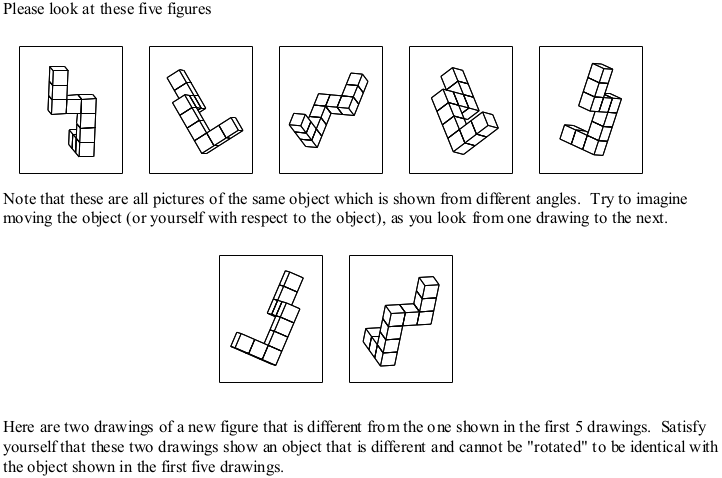 Please look at these five figures
Note that these are all pictures of the same object which is shown from different angles.  Try to imagine
moving the object (or yourself with respect to the object), as you look from one drawing to the next.
Here are two drawings of a new figure that is different from the one shown in the first 5 drawings.  Satisfy
yourself that these two drawings show an object that is different and cannot be "rotated" to be identical with
the object shown in the first five drawings.